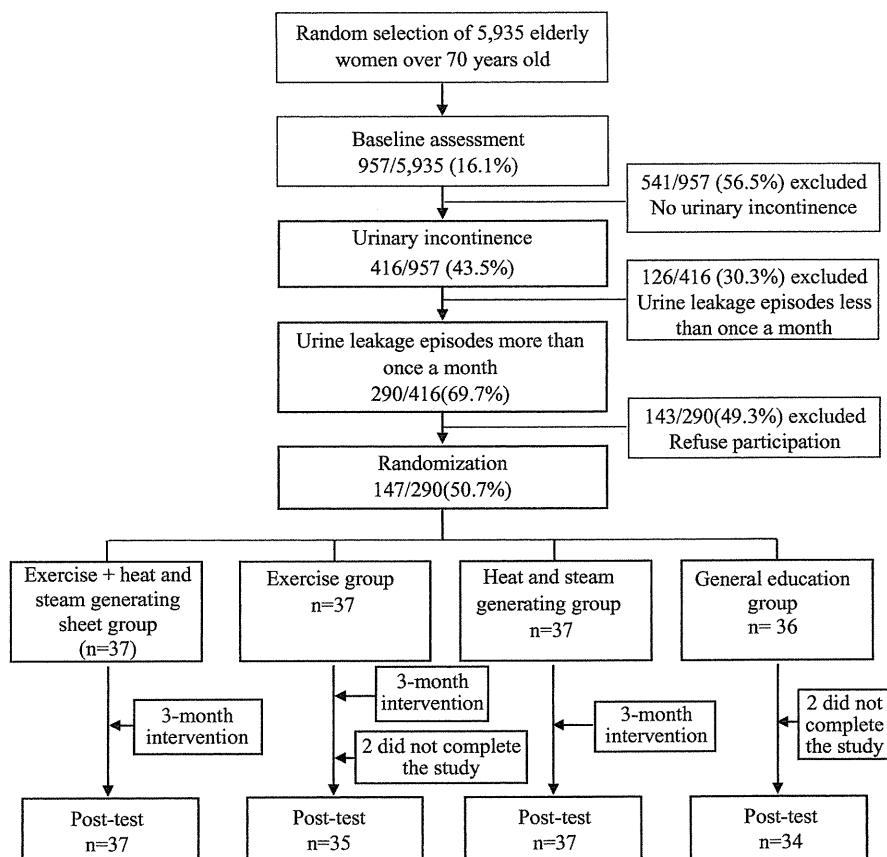 Random selection of 5,935 elderly
women over 70 years old
Baseline assessment
957/5,935 (16.1%)
541/957 (56.5%) excluded
No urinary incontinence
Urinary incontinence
416/957 (43.5%)
126/416 (30.3%) excluded
Urine leakage episodes less
than once a month
Urine leakage episodes more than
once a month
290/416(69.7%)
143/290(49.3%) excluded
Refuse participation
Randomization
147/290(50.7%)
Exercise + heat and
steam generating
sheet group
(n=37)
Exercise group
n=37
Heat and steam
generating group
n=37
General education
group
n= 36
3-month
intervention
3-month
intervention
2 did not complete
the study
3-month
intervention
2 did not
complete
the study
Post-test
n=37
Post-test
n=35
Post-test
n=37
Post-test
n=34